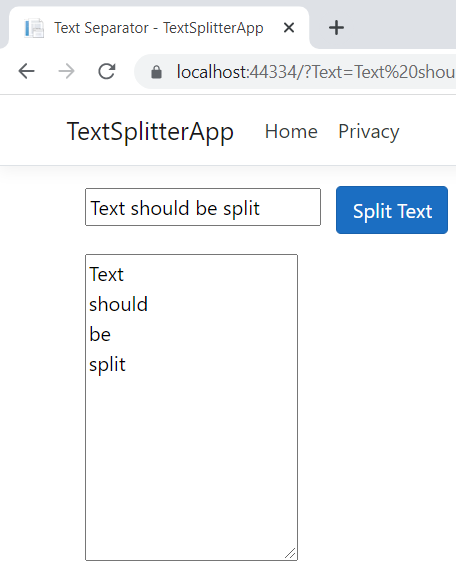 Text Separator - TextSplitterApp
localhost:44334/?Text=Text%20shou
TextSplitterApp Home Privacy
Text should be split Split Text
Text
should
be
split